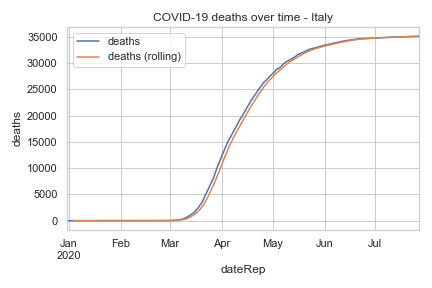 COVID-19 deaths over time - Italy
35000
30000
25000
20000
15000
10000
5000
0
deaths
deaths
deaths (rolling)
Jan
2020
Feb
Mar
Apr
May
Jun
Jul
dateRep